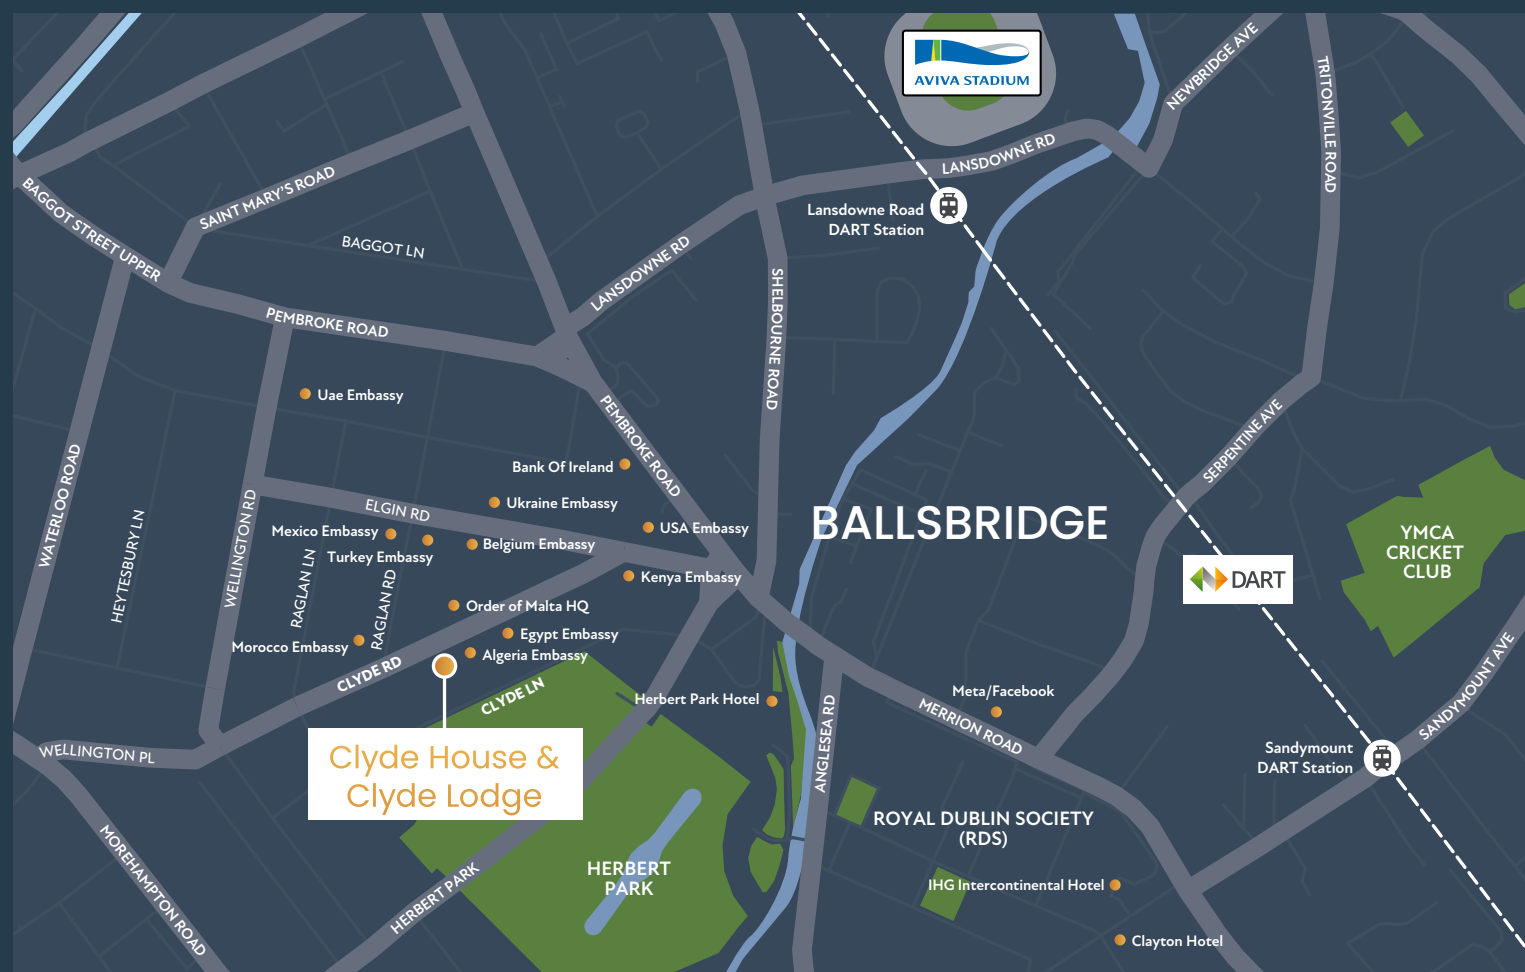 AVIVA STADIUM
NEWBRIDGE AVE
TRITONVILLE ROAD
LANSDOWNE RD
BAGGOT STREET UPPER
SAINT MARY'S ROAD
BAGGOT LN
Lansdowne Road
DART Station
LANSDOWNE RD
SHELBOURNE ROAD
PEMBROKE ROAD
Uae Embassy
PEMBROKE ROAD
SERPENTINE AVE
WATERLOO ROAD
Bank Of Ireland
Ukraine Embassy
ELGIN RD
USA Embassy
BALLSBRIDGE
Mexico Embassy
Turkey Embassy
Belgium Embassy
YMCA
CRICKET
CLUB
HEYTESBURY LN
WELLINGTON RD
RAGLAN LN
RAGLAN RD
Kenya Embassy
DART
Order of Malta HQ
Egypt Embassy
Morocco Embassy
Algeria Embassy
CLYDE RD
CLYDE LN
Herbert Park Hotel
ANGLESEA RD
Meta/Facebook
MERRION ROAD
SANDYMOUNT AVE
Sandymount
DART Station
WELLINGTON PL
Clyde House &
Clyde Lodge
ROYAL DUBLIN SOCIETY
(RDS)
MOREHAMPTON ROAD
HERBERT PARK
HERBERT
PARK
IHG Intercontinental Hotel
Clayton Hotel